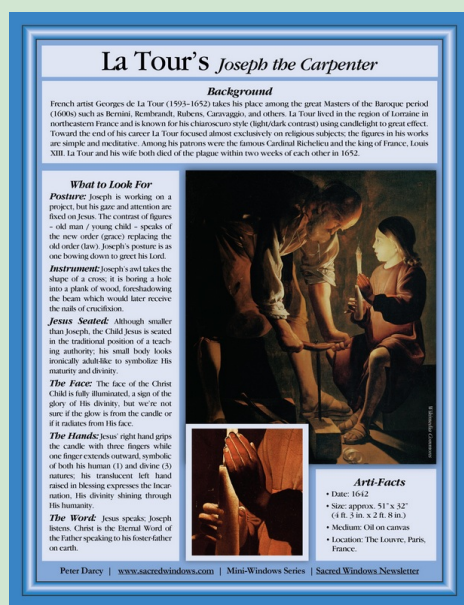 La Tour's Joseph the Carpenter
Background
French artist Georges de La Tour (1593-1652) takes his place among the great Masters of the Baroque period
(1600s) such as Bernini, Rembrandt, Rubens, Caravaggio, and others. La Tour lived in the region of Lorraine in
northeastern France and is known for his chiaroscuro style (light/dark contrast) using candlelight to great effect.
Toward the end of his career La Tour focused almost exclusively on religious subjects; the figures in his works
are simple and meditative. Among his patrons were the famous Cardinal Richelieu and the king of France, Louis
XIII. La Tour and his wife both died of the plague within two weeks of each other in 1652.
What to Look For
Posture: Joseph is working on a
project, but his gaze and attention are
fixed on Jesus. The contrast of figures
– old man / young child – speaks of
the new order (grace) replacing the
old order (law). Joseph's posture is as
one bowing down to greet his Lord.
Instrument: Joseph's awl takes the
shape of a cross; it is boring a hole
into a plank of wood, foreshadowing
the beam which would later receive
the nails of crucifixion.
Jesus Seated: Although smaller
than Joseph, the Child Jesus is seated
in the traditional position of a teach-
ing authority; his small body looks
ironically adult-like to symbolize His
maturity and divinity.
The Face: The face of the Christ
Child is fully illuminated, a sign of the
glory of His divinity, but we're not
sure if the glow is from the candle or
if it radiates from His face.
The Hands: Jesus' right hand grips
the candle with three fingers while
one finger extends outward, symbolic
of both his human (1) and divine (3)
natures; his translucent left hand
raised in blessing expresses the Incar-
nation, His divinity shining through
His humanity.
The Word: Jesus speaks; Joseph
listens. Christ is the Eternal Word of
the Father speaking to his foster-father
on earth.
Wikimedia Commons
Arti-Facts
• Date: 1642
• Size: approx. 51"x 32"
(4 ft. 3 in. x 2 ft. 8 in.)
• Medium: Oil on canvas
• Location: The Louvre, Paris,
France.
Peter Darcy | www.sacredwindows.com | Mini-Windows Series | Sacred Windows Newsletter